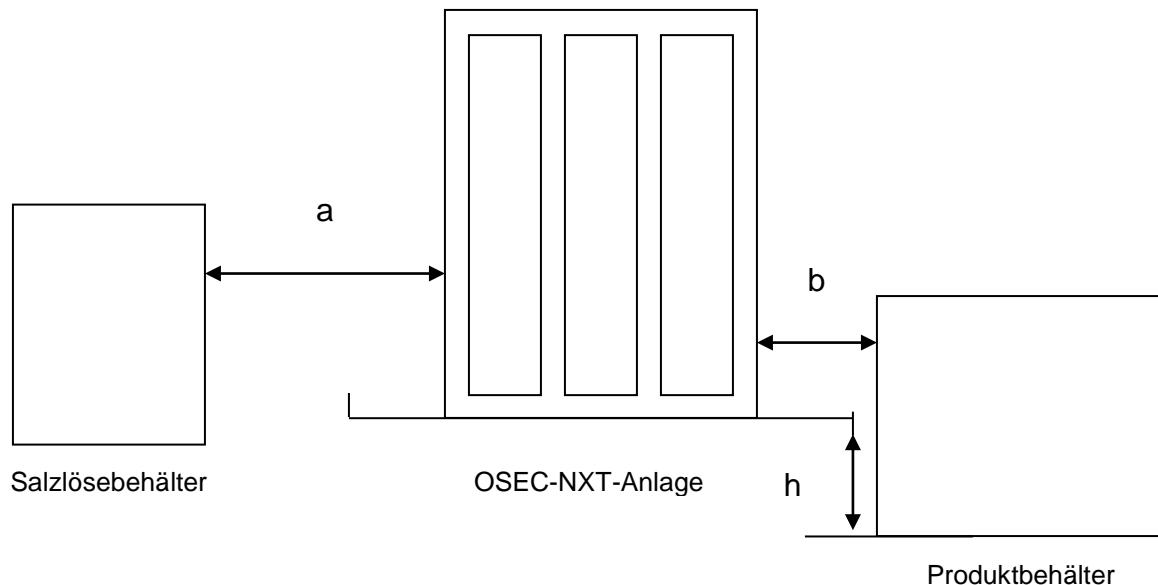 a
b
Salzlösebehälter
OSEC-NXT-Anlage
h
Produktbehälter